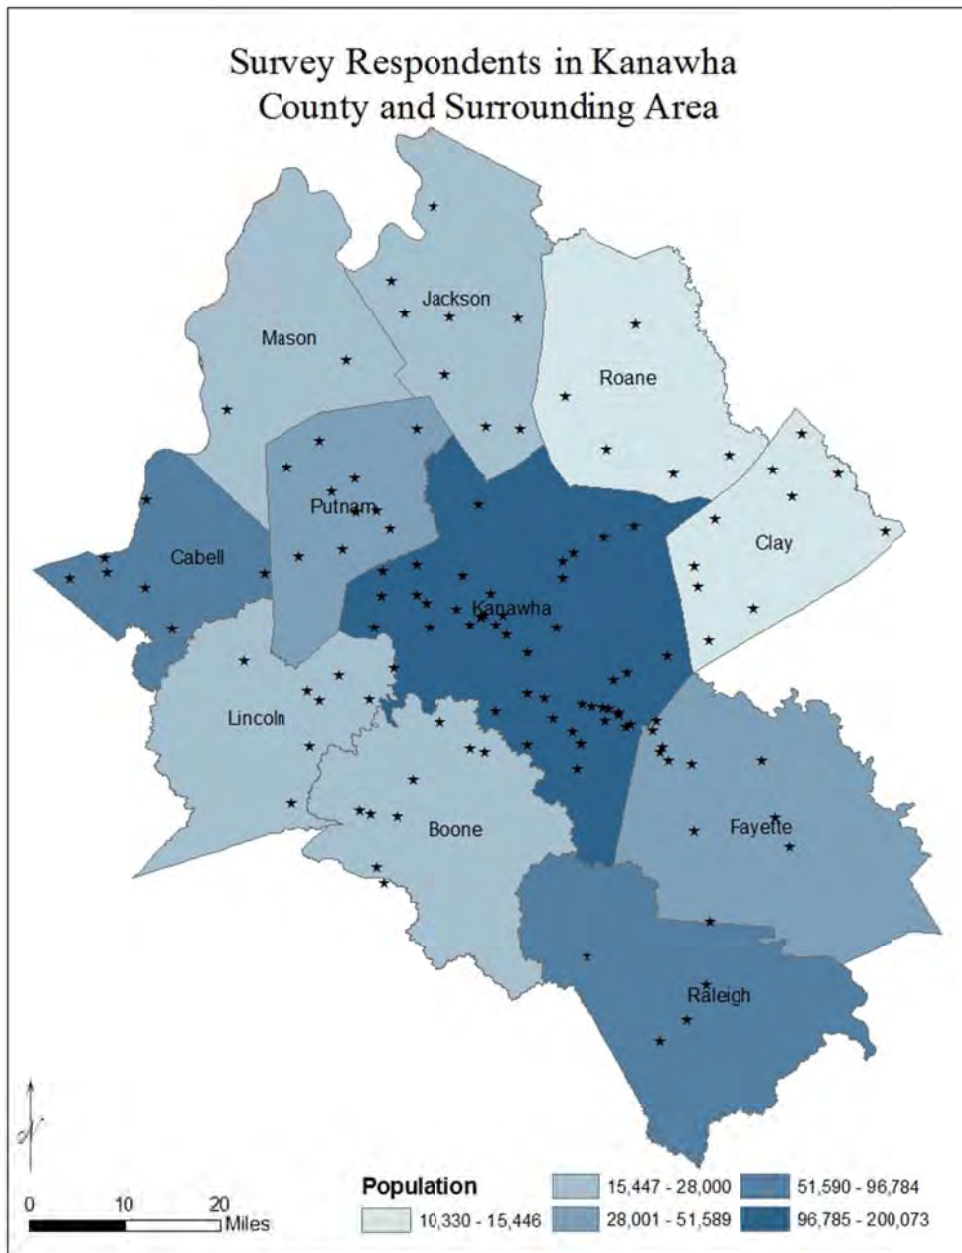 Survey Respondents in Kanawha
County and Surrounding Area
Jackson
Mason
Roane
Putnam
Clay
Cabell
Kanawha
Lincoln
Boone
Fayette
Raleigh
N
Population
15,447 - 28,000
51,590 - 96,784
10,330 - 15,446
28,001 - 51,589
96,785 - 200,073
0 10 20
Miles